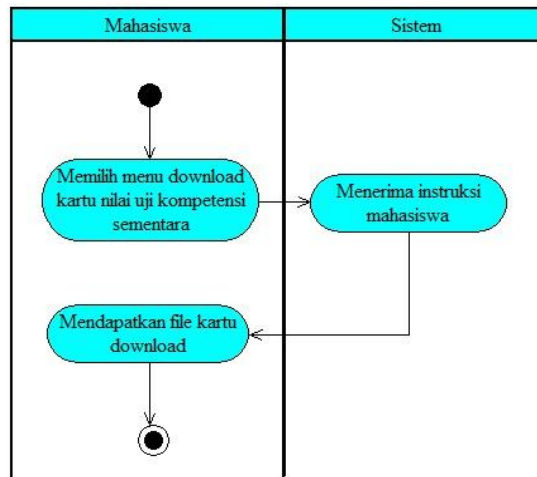 Mahasiswa
Sistem
Memilih menu download
kartu nilai uji kompetensi
sementara
Menerima instruksi
mahasiswa
Mendapatkan file kartu
download